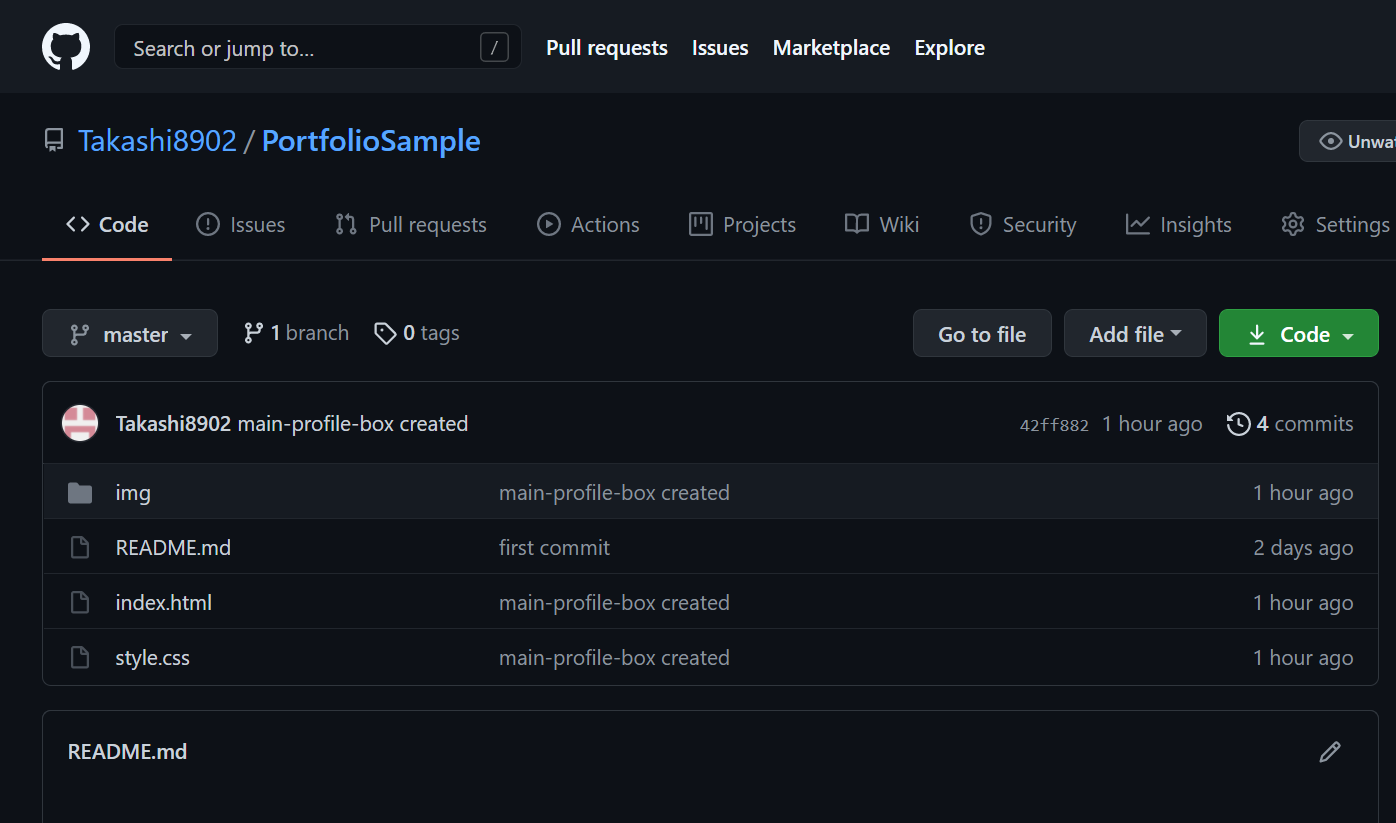 Search or jump to... / Pull requests Issues Marketplace Explore
Takashi8902 / PortfolioSample
Code Issues Pull requests Actions Projects Wiki Security Insights Settings
master 1 branch 0 tags Go to file Add file Code
Takashi8902 main-profile-box created 42ff882 1 hour ago 4 commits
img main-profile-box created 1 hour ago
README.md first commit 2 days ago
index.html main-profile-box created 1 hour ago
style.css main-profile-box created 1 hour ago
README.md